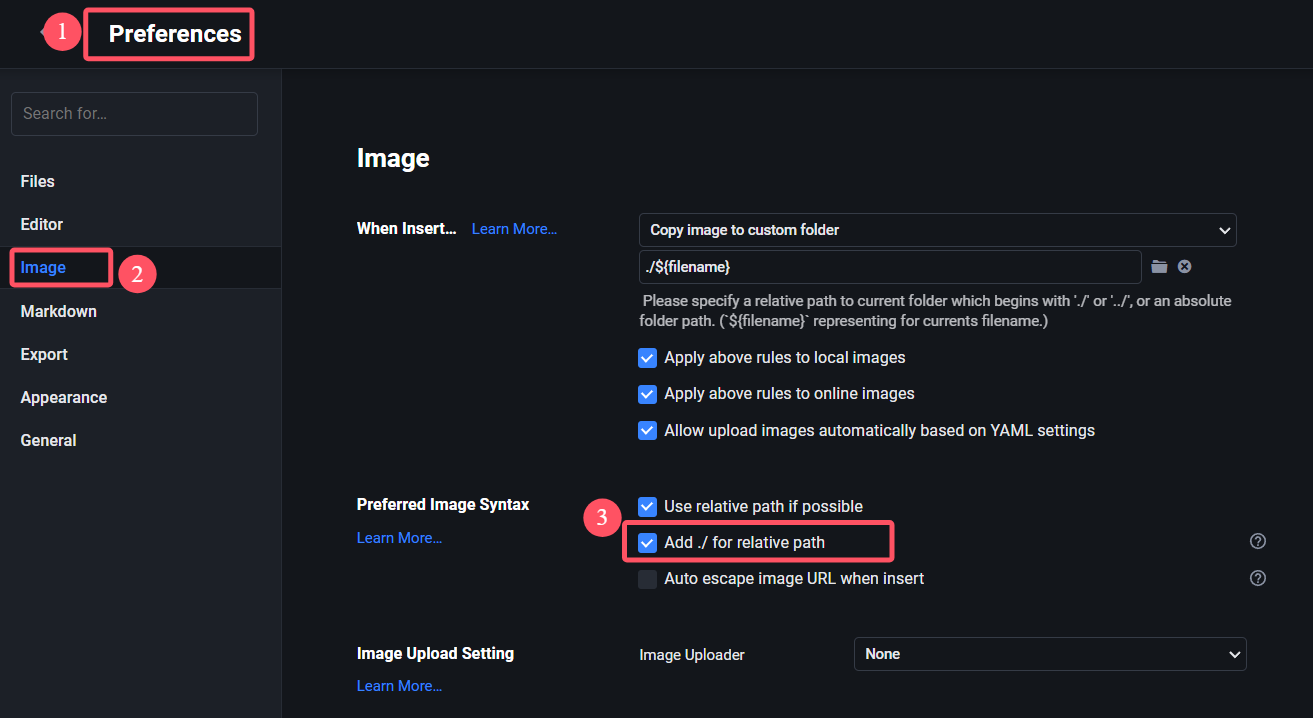 1
Preferences
Search for...
Files
Editor
Image
2
Markdown
Export
Appearance
General
Image
When Insert... Learn More...
Copy image to custom folder
./${filename}
Please specify a relative path to current folder which begins with './' or '../', or an absolute
folder path. (`${filename}` representing for currents filename.)
Apply above rules to local images
Apply above rules to online images
Allow upload images automatically based on YAML settings
Preferred Image Syntax
Learn More...
Use relative path if possible
3
Add ./ for relative path
?
Auto escape image URL when insert
?
Image Upload Setting
Learn More...
Image Uploader
None